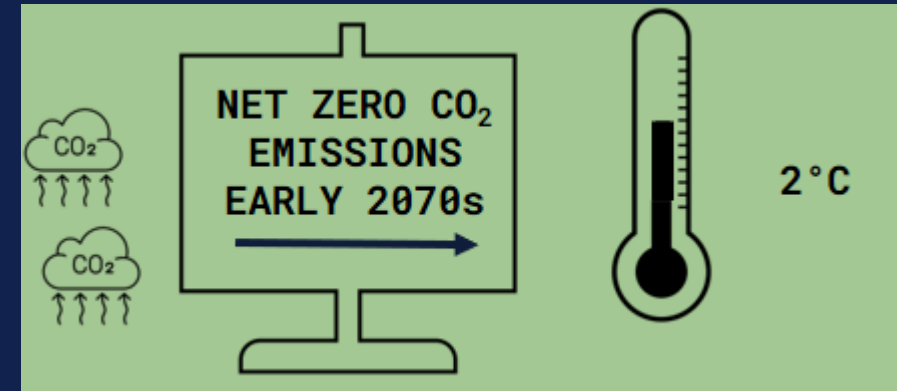 CO₂
CO₂
NET ZERO CO₂
EMISSIONS
EARLY 2070s
2°C